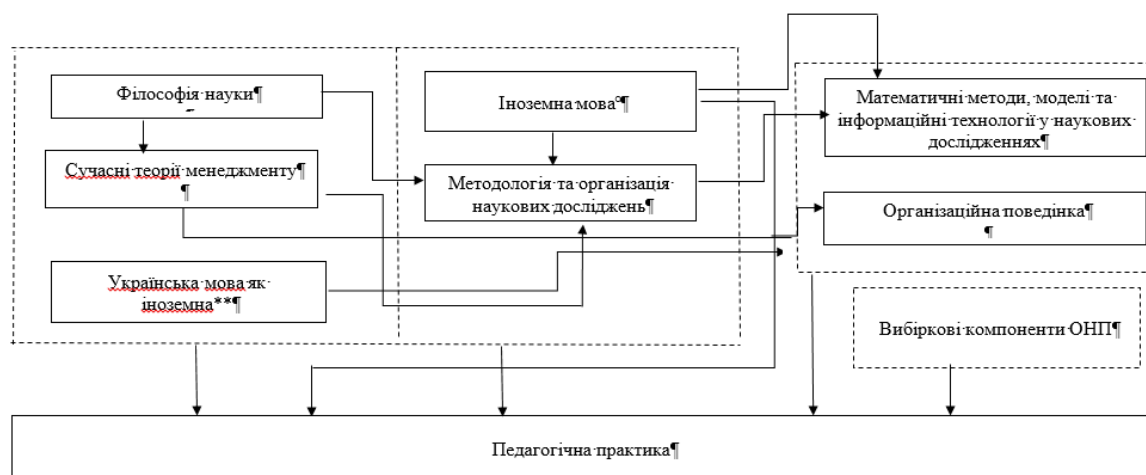 Філософія науки¶
¶
Сучасні теорії менеджменту¶
¶
Українська мова як
іноземна**¶
Іноземна мова°¶
Методологія та організація
наукових досліджень¶
Математичні методи, моделі та
інформаційні технології у наукових
дослідженнях¶
Організаційна поведінка¶
¶
Вибіркові компоненти ОНП¶
Педагогічна практика¶